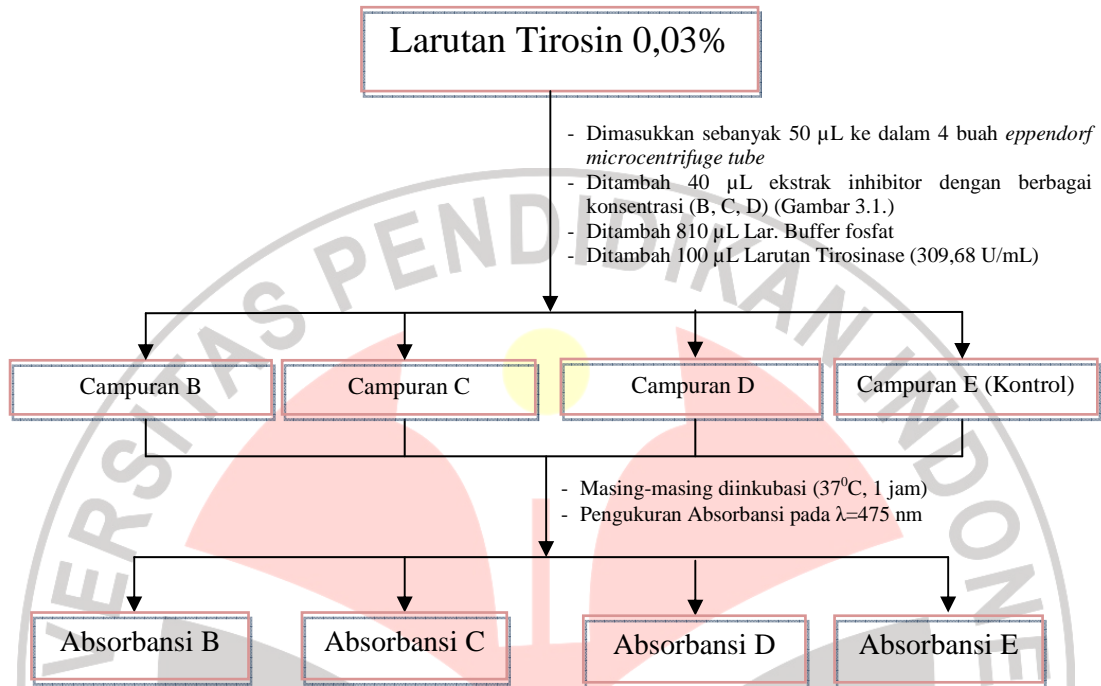 Larutan Tirosin 0,03%
- Dimasukkan sebanyak 50 µL ke dalam 4 buah eppendorf
microcentrifuge tube
- Ditambah 40 µL ekstrak inhibitor dengan berbagai
konsentrasi (B, C, D) (Gambar 3.1.)
- Ditambah 810 µL Lar. Buffer fosfat
- Ditambah 100 µL Larutan Tirosinase (309,68 U/mL)
Campuran B
Campuran C
Campuran D
Campuran E (Kontrol)
- Masing-masing diinkubasi (37⁰C, 1 jam)
- Pengukuran Absorbansi pada λ=475 nm
Absorbansi B
Absorbansi C
Absorbansi D
Absorbansi E
VERSITAS PENDIDIKAN INDONE